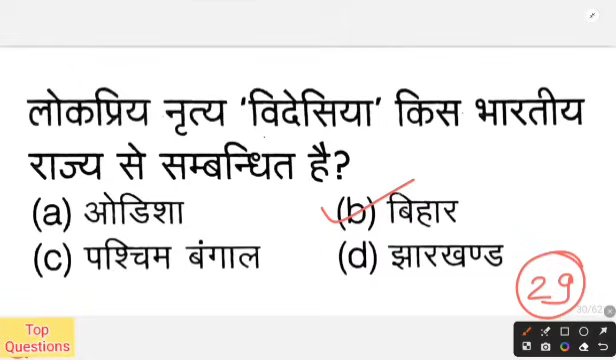 लोकप्रिय नृत्य ‘विदेसिया’ किस भारतीय
राज्य से सम्बन्धित है?
(a) ओडिशा (b) बिहार
(c) पश्चिम बंगाल (d) झारखण्ड
29
30/62
Top
Questions